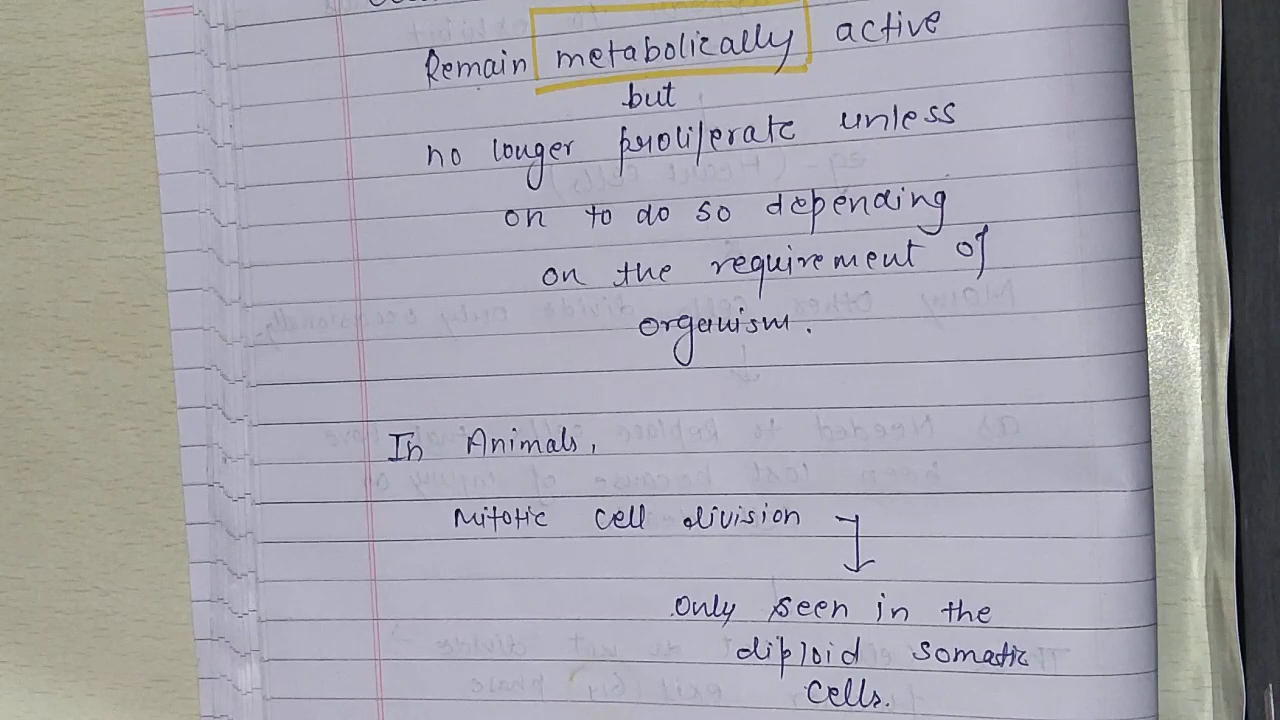 Remain metabolically active
but
no longer proliferate unless
on to do so depending
on the requirement of
organism.
In Animals,
Mitotic cell division
Only seen in the
diploid somatic
cells.